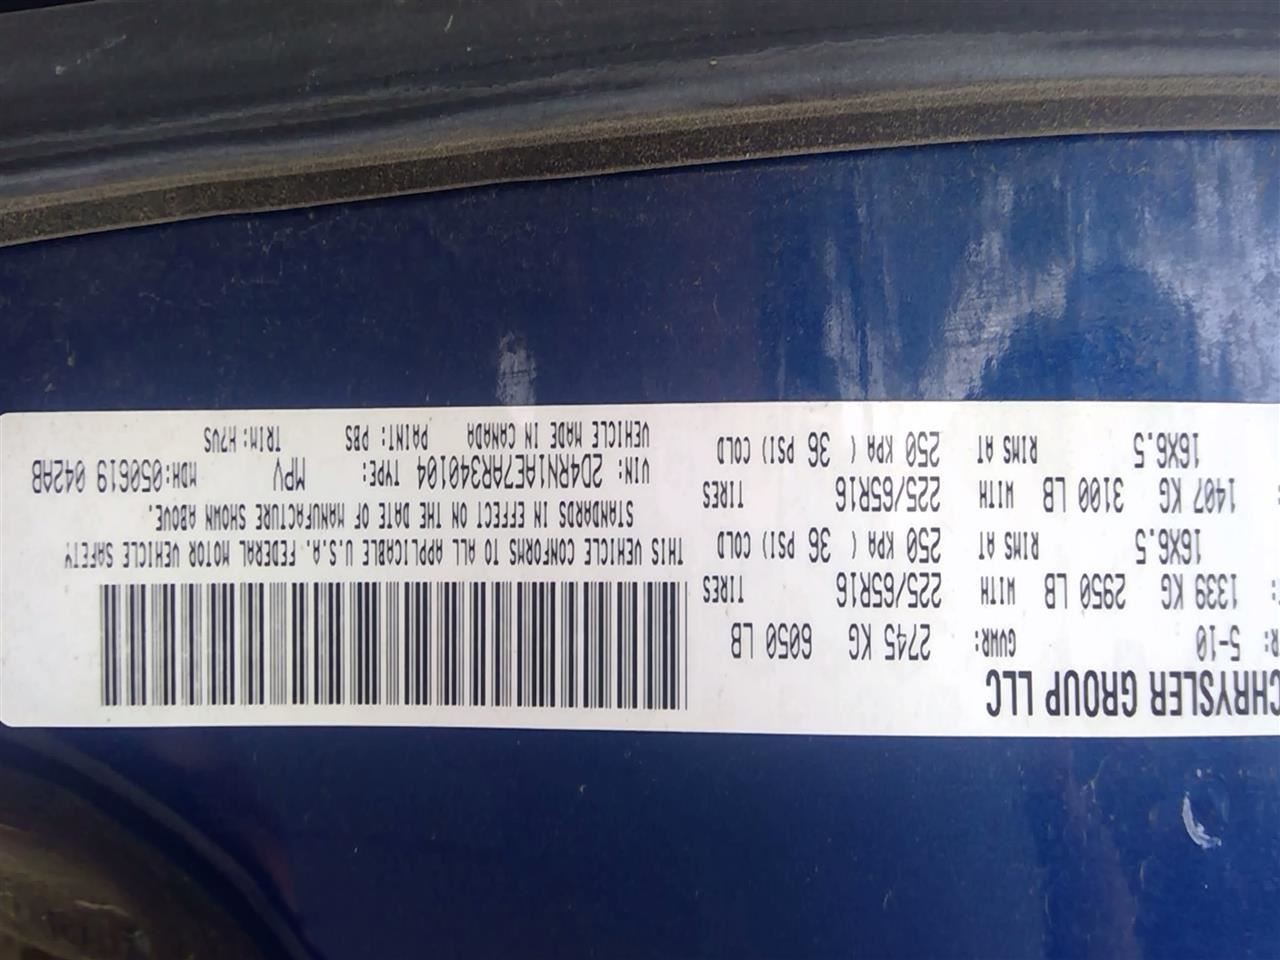 CHRYSLER GROUP LLC
R: 5-10 GVWR: 2745 KG 6050 LB
: 1339 KG 2950 LB WITH 225/65R16 TIRES
16X6.5 RIMS AT 250 KPA ( 36 PSI) COLD
1407 KG 3100 LB WITH 225/65R16 TIRES
16X6.5 RIMS AT 250 KPA ( 36 PSI) COLD
THIS VEHICLE CONFORMS TO ALL APPLICABLE U.S.A. FEDERAL MOTOR VEHICLE SAFETY
STANDARDS IN EFFECT ON THE DATE OF MANUFACTURE SHOWN ABOVE.
VIN: 2D4RN1AE7AR340104 TYPE: MPV MDH:050619 042AB
VEHICLE MADE IN CANADA PAINT: PBS TRIM: H7VS